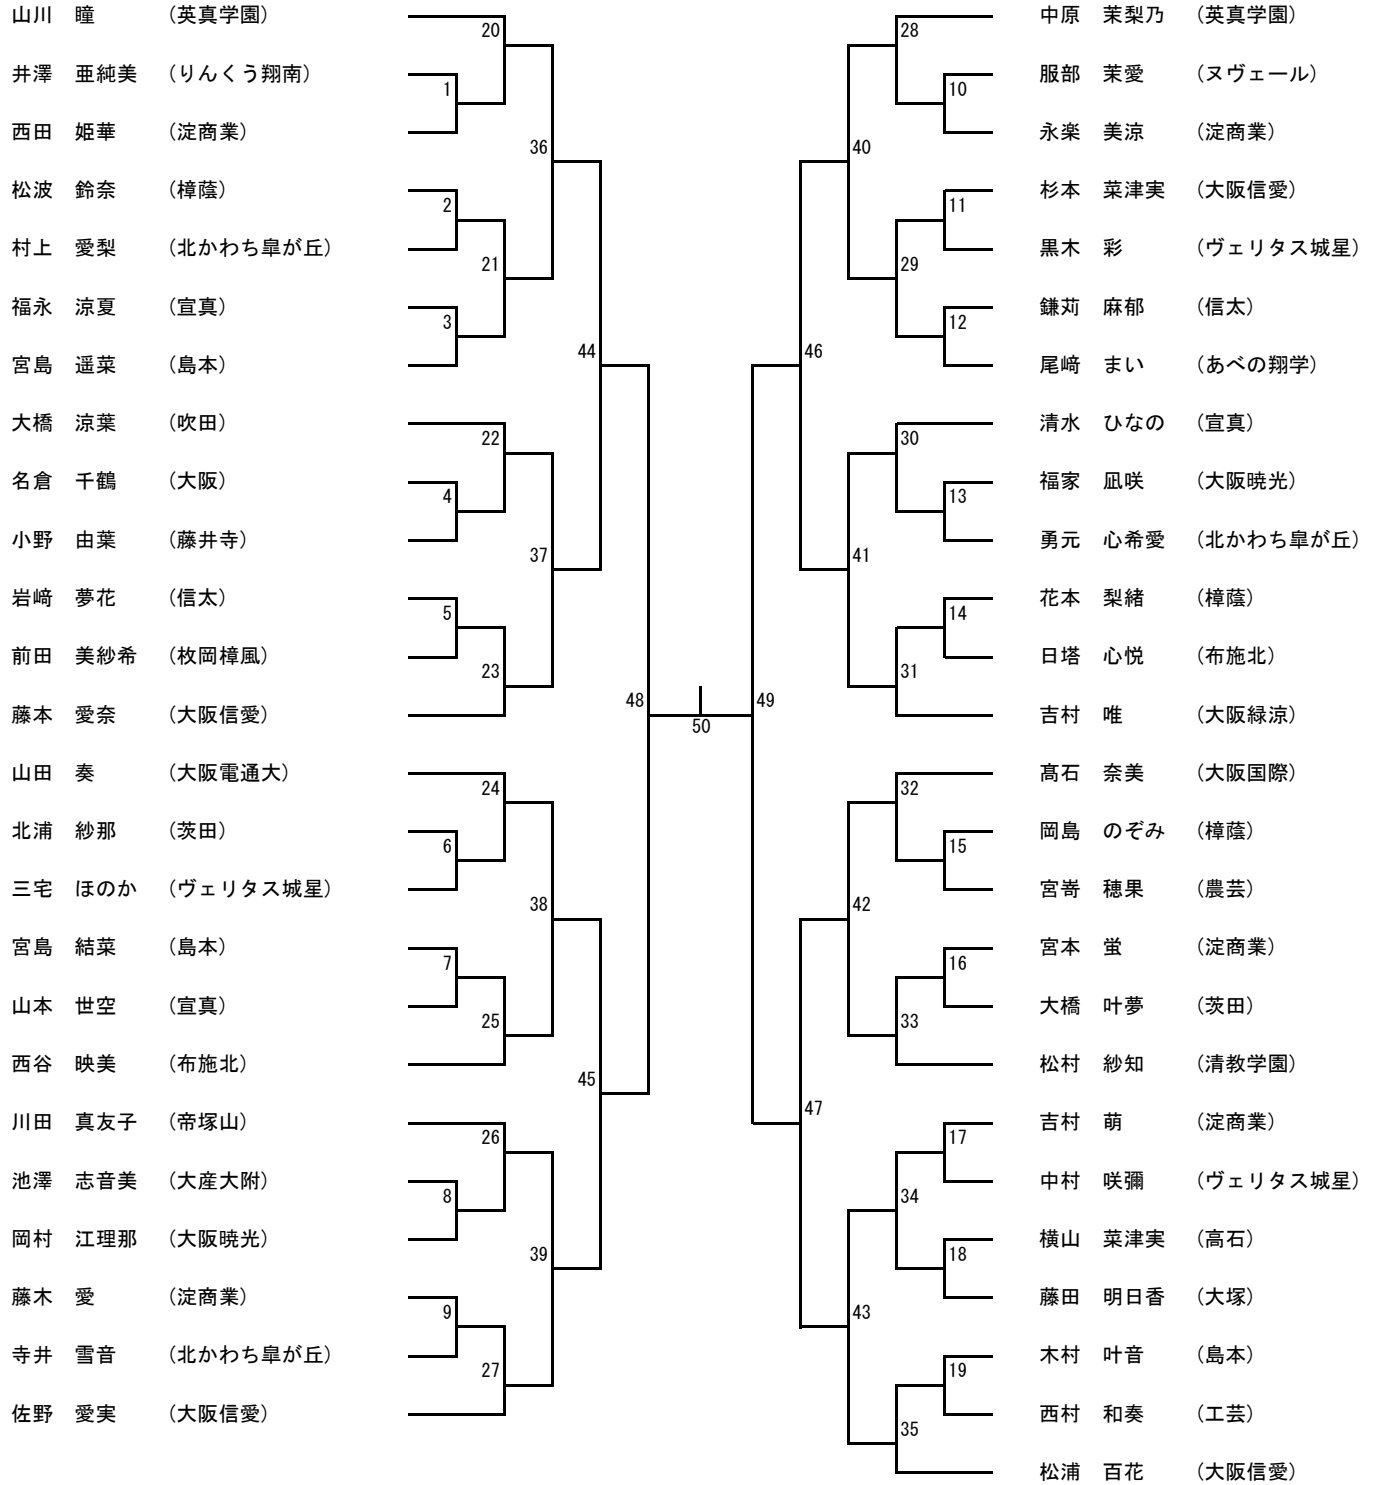 山川 瞳 (英真学園) 20 28 中原 茉梨乃 (英真学園)
井澤 亜純美 (りんくう翔南) 1 10 服部 茉愛 (ヌヴェール)
西田 姫華 (淀商業) 36 40 永楽 美涼 (淀商業)
松波 鈴奈 (樟蔭) 2 11 杉本 菜津実 (大阪信愛)
村上 愛梨 (北かわち皐が丘) 21 29 黒木 彩 (ヴェリタス城星)
福永 涼夏 (宣真) 3 12 鎌苅 麻郁 (信太)
宮島 遥菜 (島本) 44 46 尾﨑 まい (あべの翔学)
大橋 涼葉 (吹田) 22 30 清水 ひなの (宣真)
名倉 千鶴 (大阪) 4 13 福家 凪咲 (大阪暁光)
小野 由葉 (藤井寺) 37 41 勇元 心希愛 (北かわち皐が丘)
岩﨑 夢花 (信太) 5 14 花本 梨緒 (樟蔭)
前田 美紗希 (枚岡樟風) 23 31 日塔 心悦 (布施北)
藤本 愛奈 (大阪信愛) 48 50 49 吉村 唯 (大阪緑涼)
山田 奏 (大阪電通大) 24 32 髙石 奈美 (大阪国際)
北浦 紗那 (茨田) 6 15 岡島 のぞみ (樟蔭)
三宅 ほのか (ヴェリタス城星) 38 42 宮嵜 穂果 (農芸)
宮島 結菜 (島本) 7 16 宮本 蛍 (淀商業)
山本 世空 (宣真) 25 33 大橋 叶夢 (茨田)
西谷 映美 (布施北) 45 松村 紗知 (清教学園)
川田 真友子 (帝塚山) 26 47 17 吉村 萌 (淀商業)
池澤 志音美 (大産大附) 8 34 中村 咲彌 (ヴェリタス城星)
岡村 江理那 (大阪暁光) 39 18 横山 菜津実 (高石)
藤木 愛 (淀商業) 9 43 藤田 明日香 (大塚)
寺井 雪音 (北かわち皐が丘) 27 19 木村 叶音 (島本)
佐野 愛実 (大阪信愛) 35 西村 和奏 (工芸)
松浦 百花 (大阪信愛)